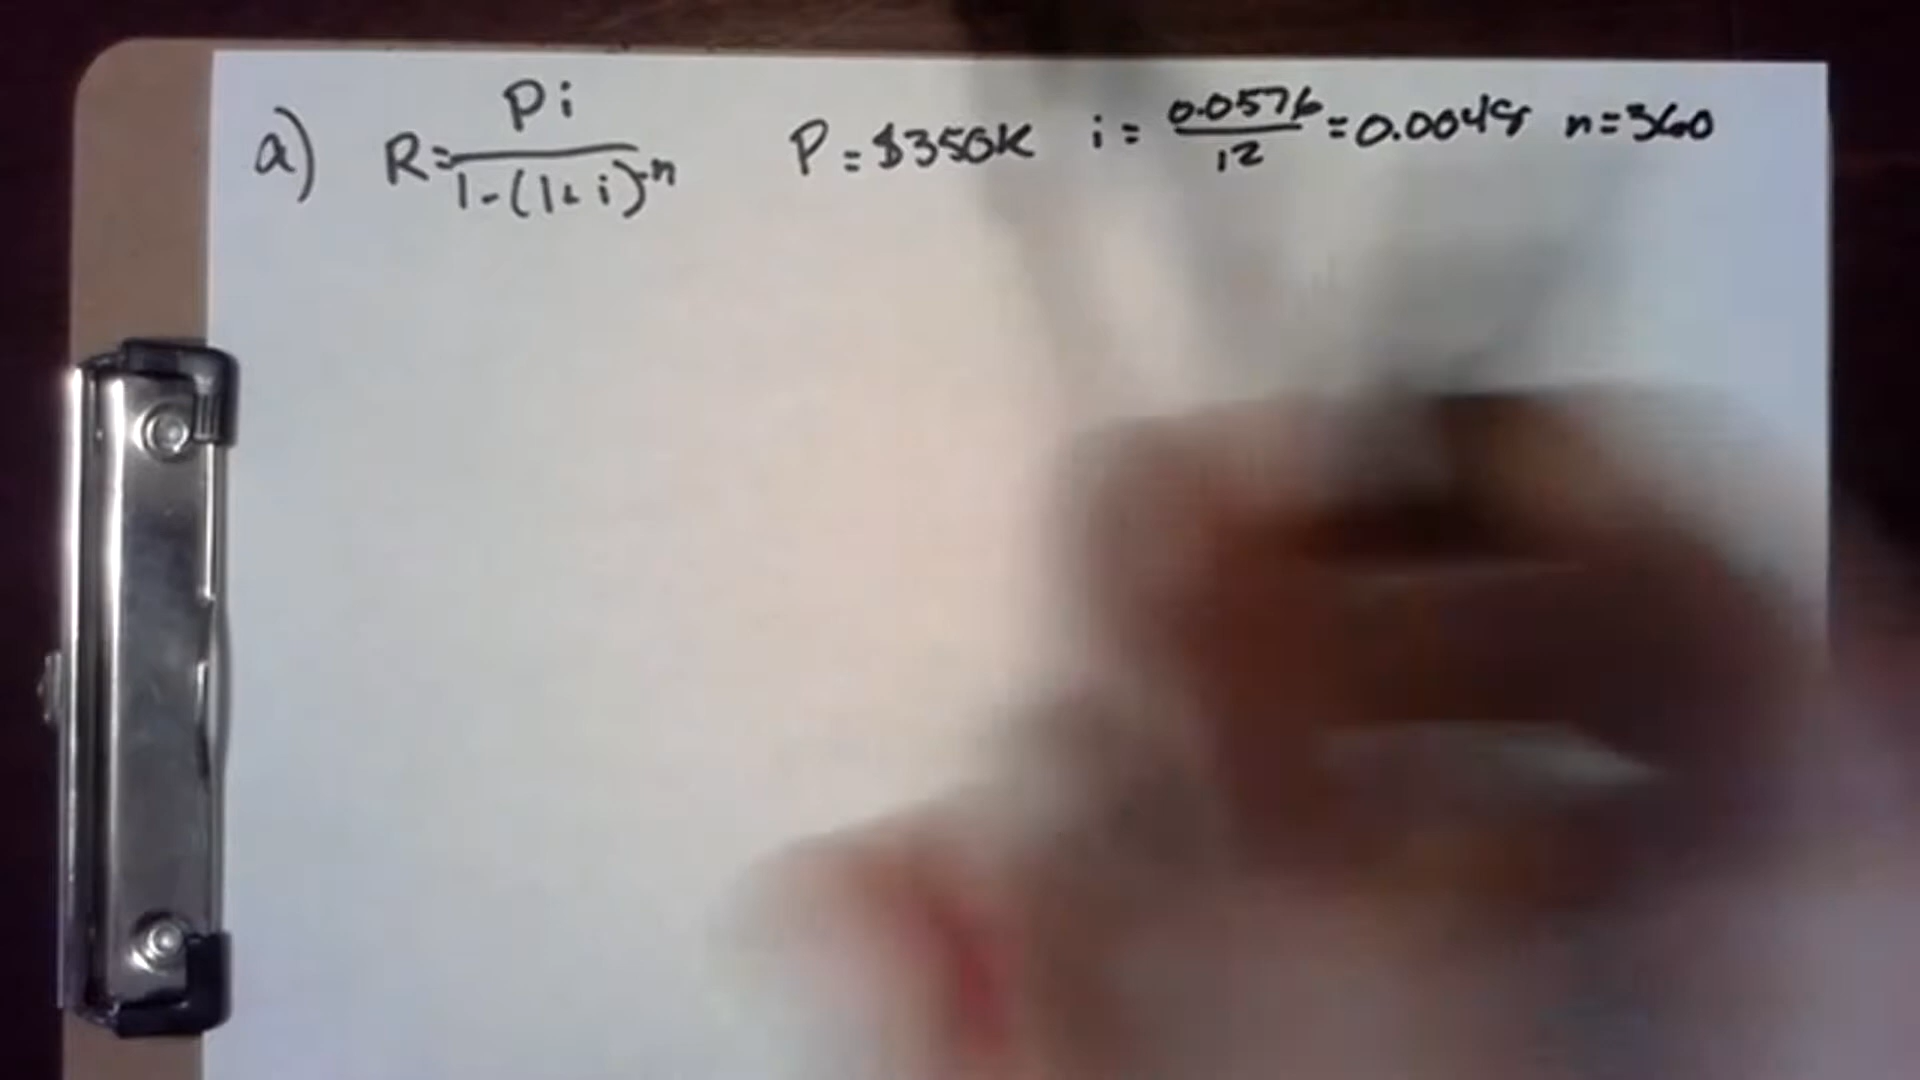 a) R = Pi / 1-(1+i)^-n P = $350K i = 0.0576 / 12 = 0.0048 n = 360